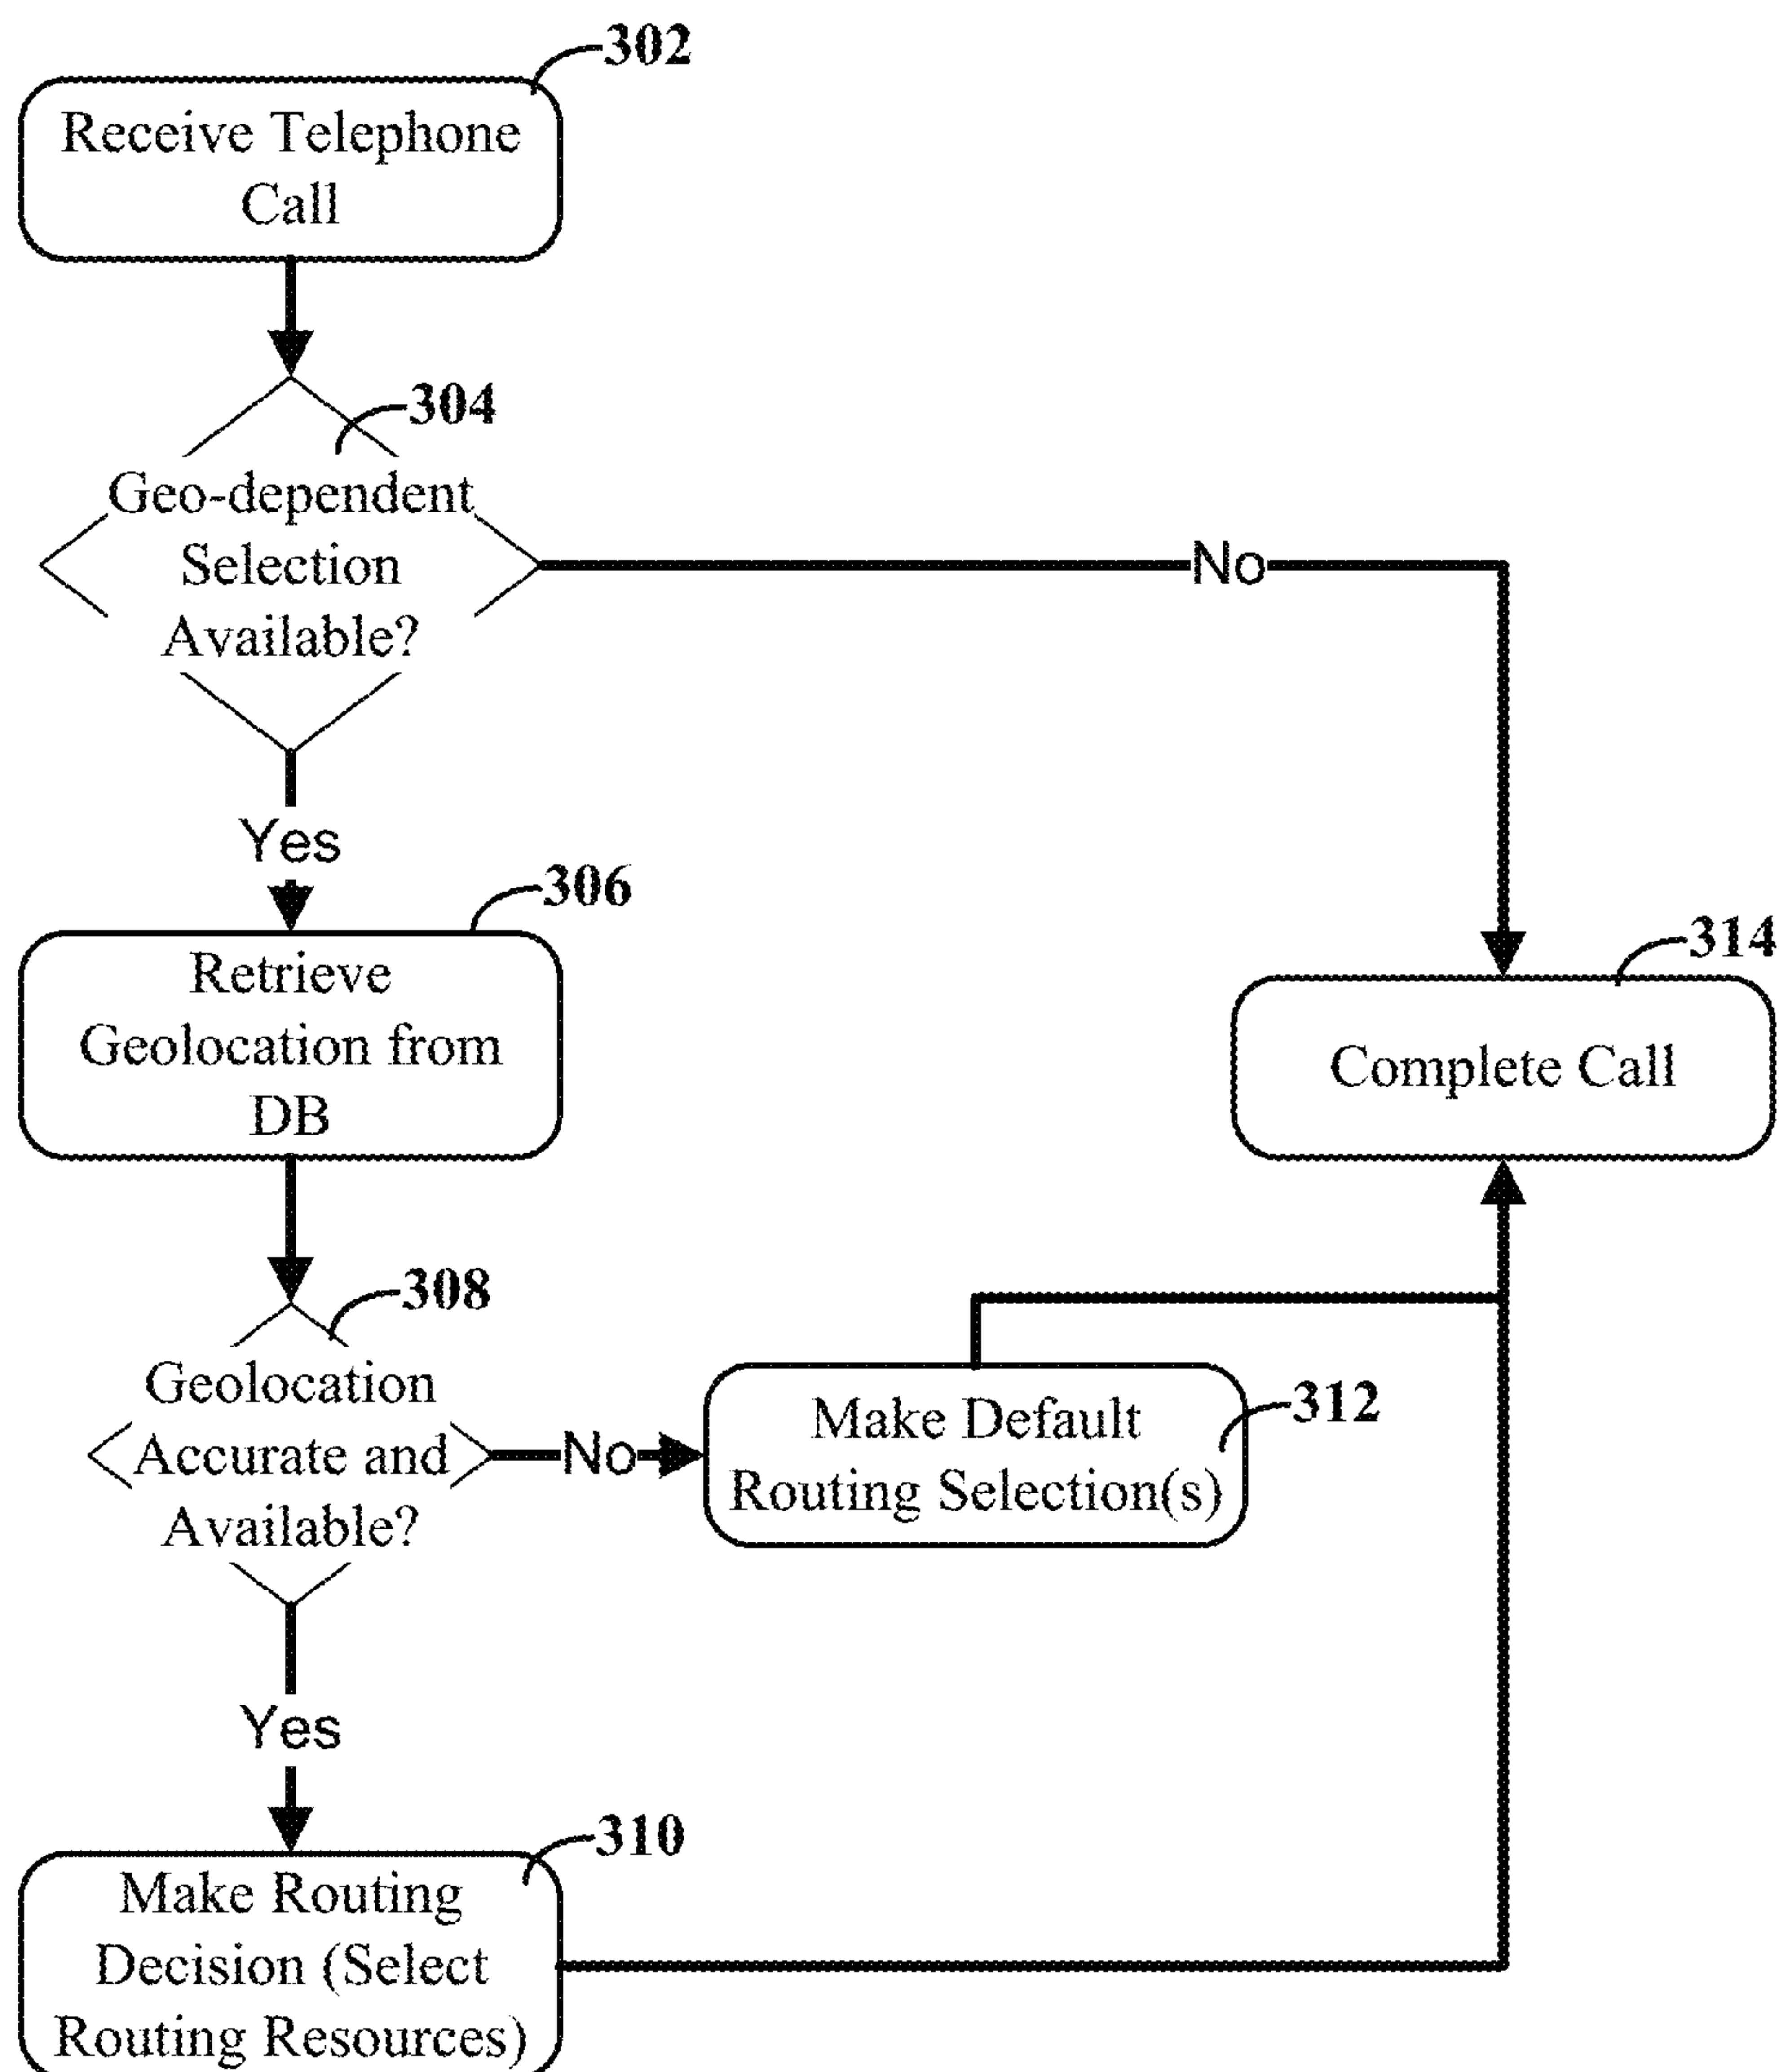 302
Receive Telephone
Call
304
Geo-dependent
Selection
Available?
No
Yes
306
Retrieve
Geolocation from
DB
314
Complete Call
308
Geolocation
Accurate and
Available?
No
312
Make Default
Routing Selection(s)
Yes
310
Make Routing
Decision (Select
Routing Resources)